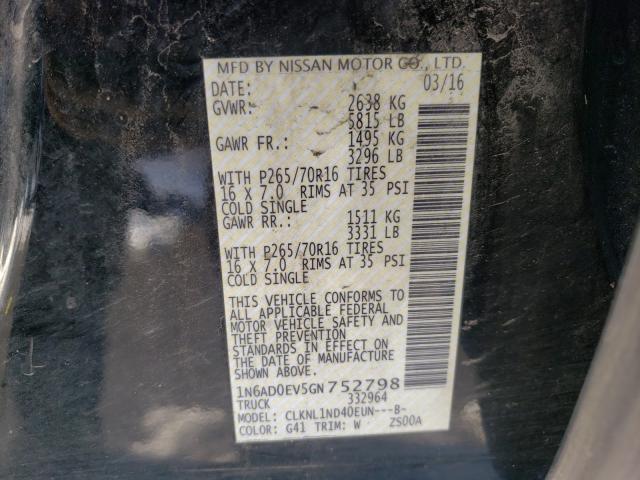 MFD BY NISSAN MOTOR CO., LTD.
DATE: 03/16
GVWR: 2638 KG
5815 LB
GAWR FR.: 1495 KG
3296 LB
WITH P265/70R16 TIRES
16 X 7.0 RIMS AT 35 PSI
COLD SINGLE
GAWR RR.: 1511 KG
3331 LB
WITH P265/70R16 TIRES
16 X 7.0 RIMS AT 35 PSI
COLD SINGLE
THIS VEHICLE CONFORMS TO
ALL APPLICABLE FEDERAL
MOTOR VEHICLE SAFETY AND
THEFT PREVENTION
STANDARDS IN EFFECT ON
THE DATE OF MANUFACTURE
SHOWN ABOVE.
1N6AD0EV5GN752798
TRUCK 332964
MODEL: CLKNL1ND40EUN---B-
COLOR: G41 TRIM: W ZS00A